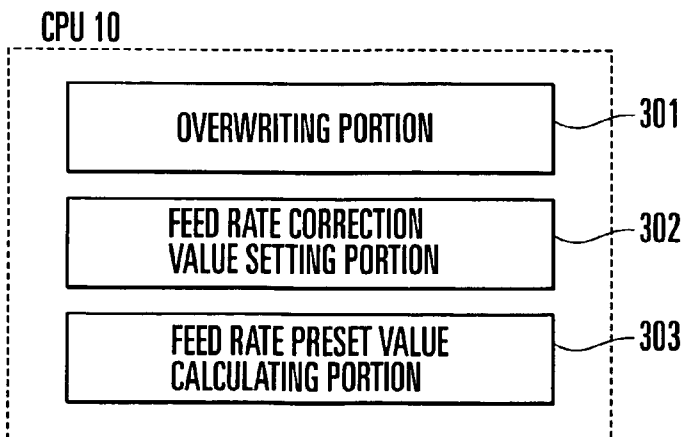 CPU 10
OVERWRITING PORTION
301
FEED RATE CORRECTION
VALUE SETTING PORTION
302
FEED RATE PRESET VALUE
CALCULATING PORTION
303